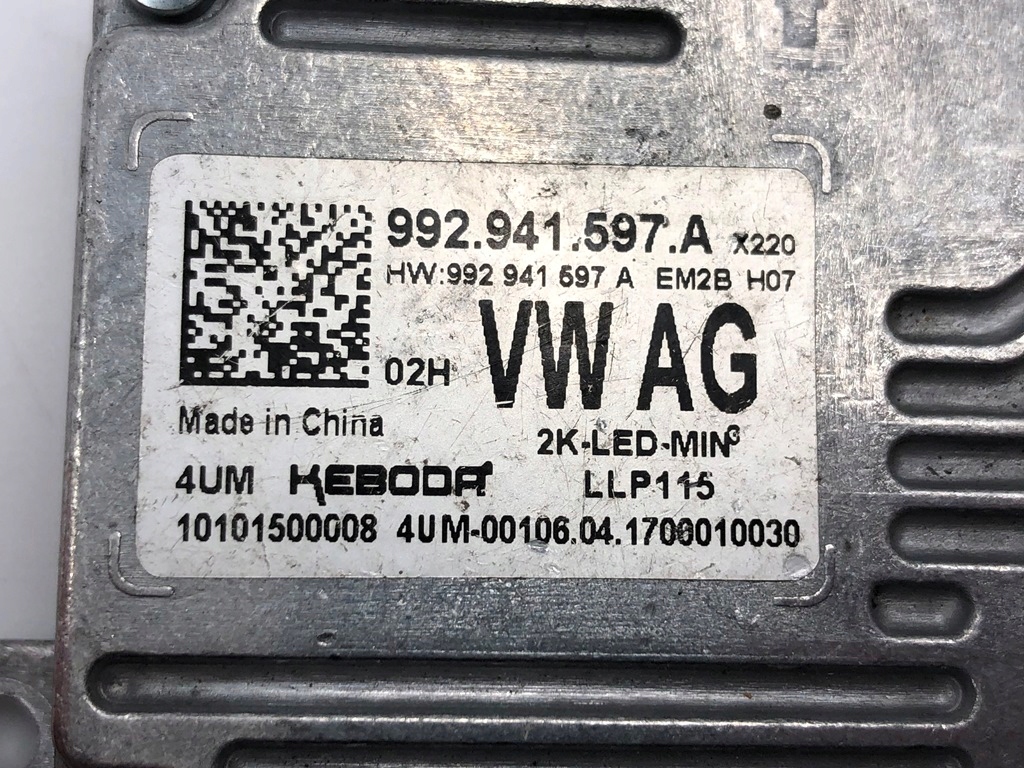 992.941.597.A X220
HW:992 941 597 A EM2B H07
02H VW AG
Made in China 2K-LED-MIN³
4UM KEBODA LLP115
10101500008 4UM-00106.04.1700010030